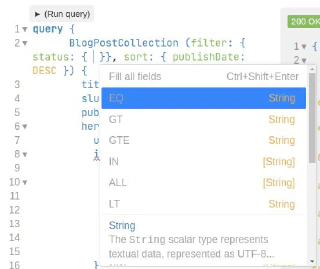 ▶ (Run query)
200 OK
1 ▾ query {
2 ▾ BlogPostCollection (filter: {
status: { }}, sort: { publishDate:
DESC }) {
3 tit
4 slu
5 pub
6 ▾ her
7 u
8 ▾ i
9
10 ▾
11
12
13
14
15
16 }
Fill all fields Ctrl+Shift+Enter
EQ String
GT String
GTE String
IN [String]
ALL [String]
LT String
String
The String scalar type represents
textual data, represented as UTF-8...
1 ▾ {
2 ▾